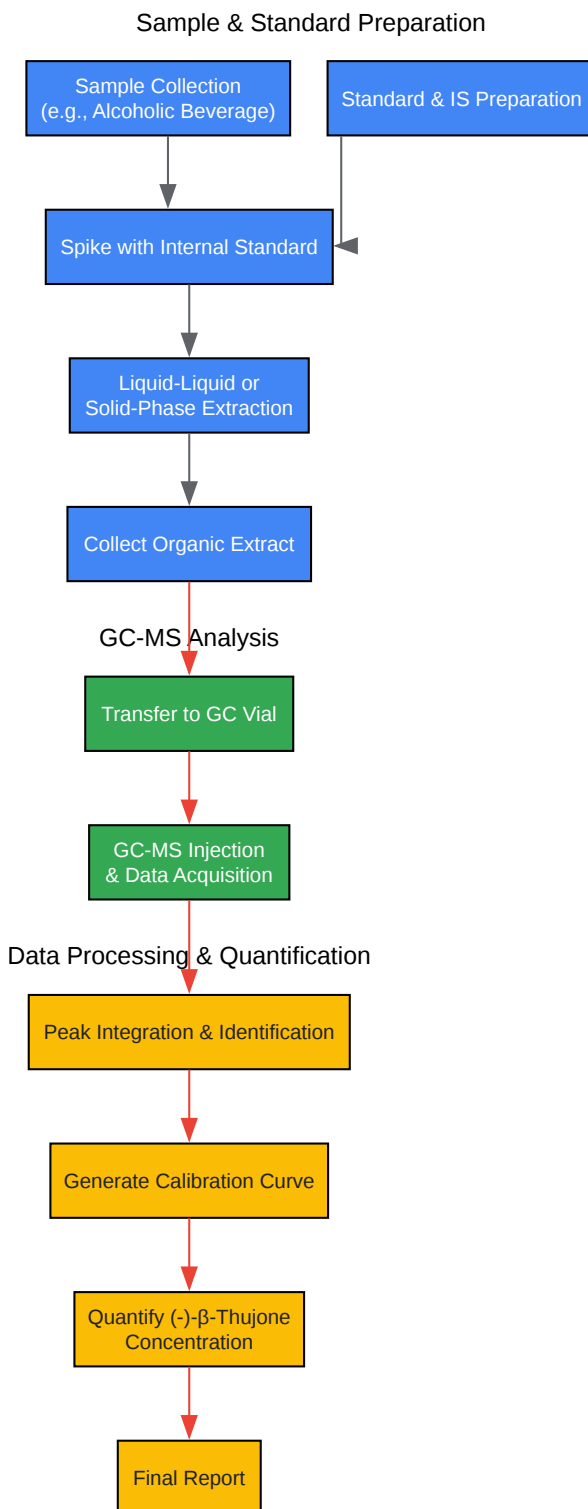 Sample & Standard Preparation
Sample Collection
(e.g., Alcoholic Beverage)
Standard & IS Preparation
Spike with Internal Standard
Liquid-Liquid or
Solid-Phase Extraction
Collect Organic Extract
GC-MS Analysis
Transfer to GC Vial
GC-MS Injection
& Data Acquisition
Data Processing & Quantification
Peak Integration & Identification
Generate Calibration Curve
Quantify (-)-β-Thujone
Concentration
Final Report